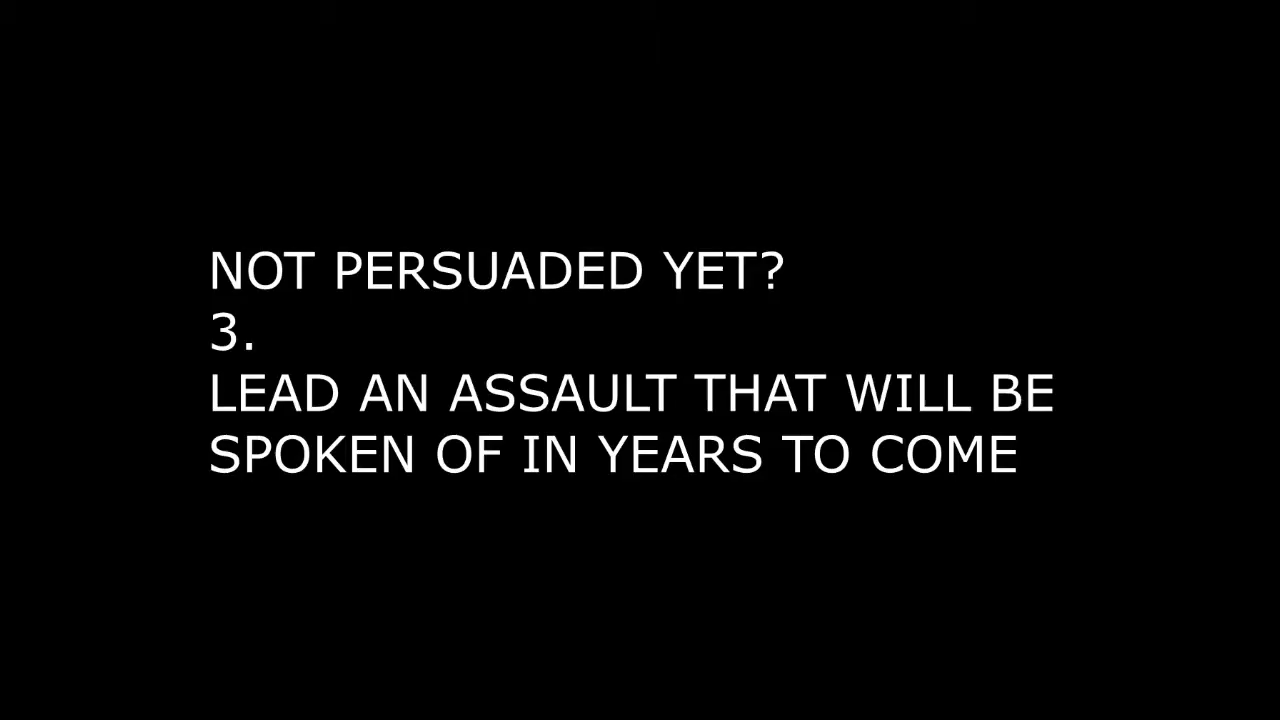 NOT PERSUADED YET?
3.
LEAD AN ASSAULT THAT WILL BE
SPOKEN OF IN YEARS TO COME